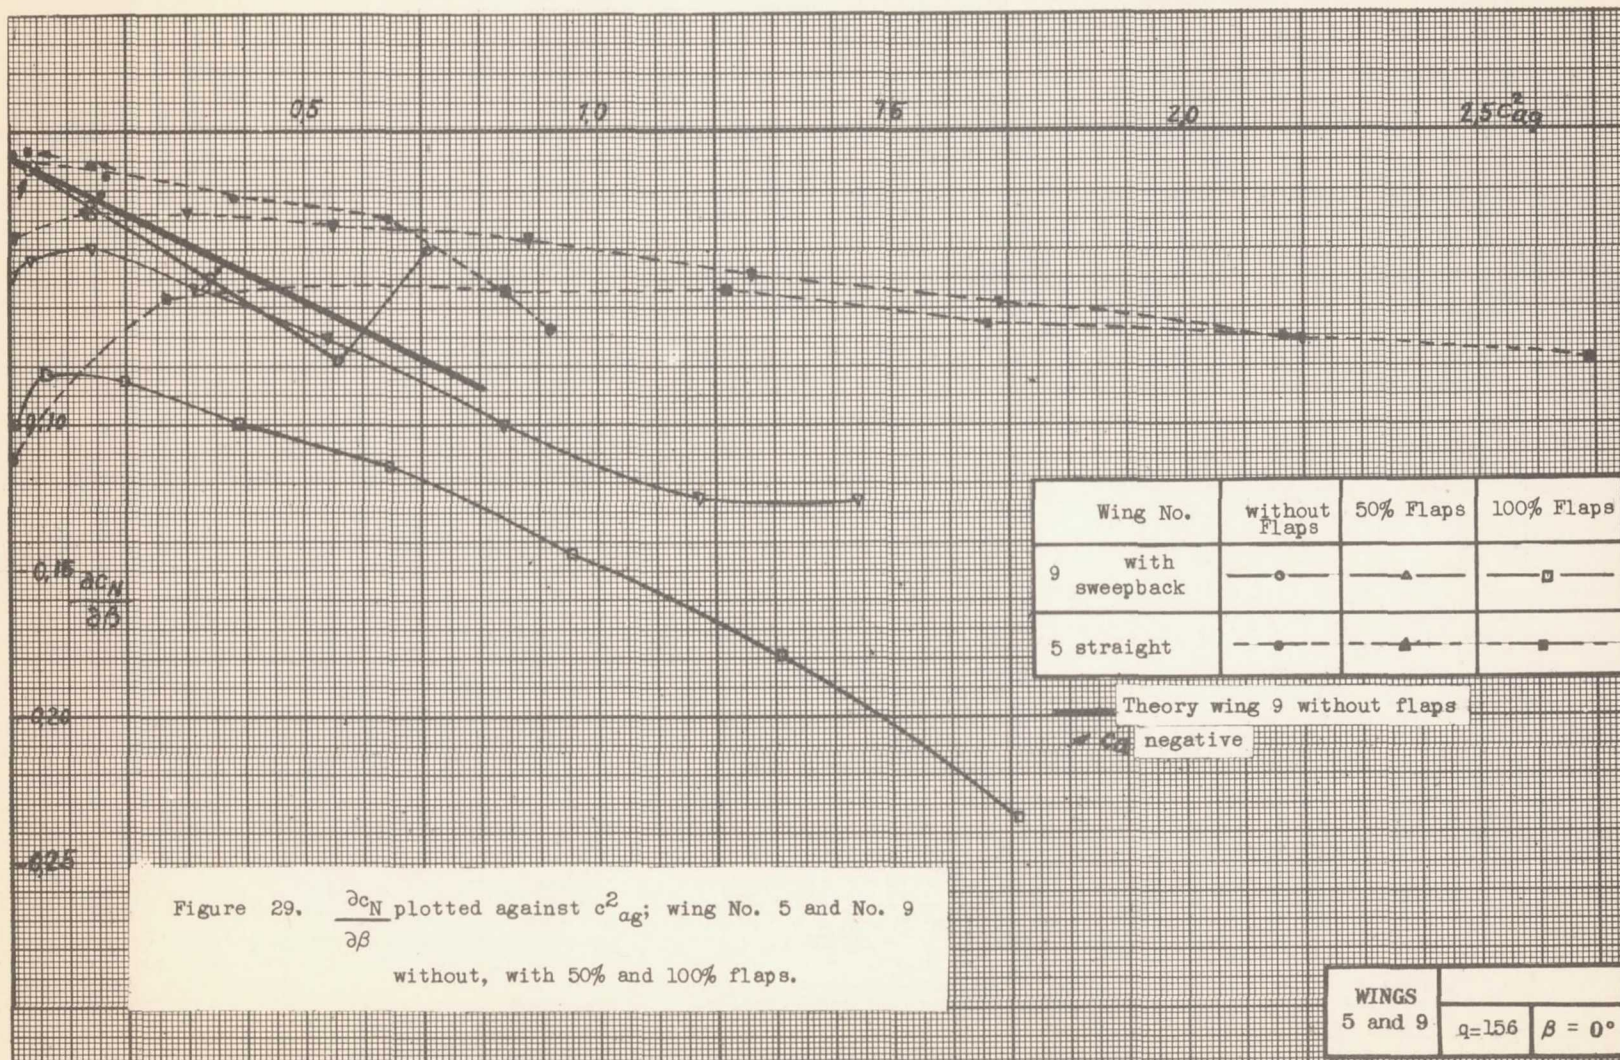 0,5 1,0 1,5 2,0 2,5 c²ag
0,10
-0,15 ∂cN
∂β
-0,20
-0,25
Wing No. without Flaps 50% Flaps 100% Flaps
9 with sweepback
5 straight
Theory wing 9 without flaps
ca negative
Figure 29. ∂cN/∂β plotted against c²ag; wing No. 5 and No. 9
without, with 50% and 100% flaps.
WINGS
5 and 9 q=156 β = 0°